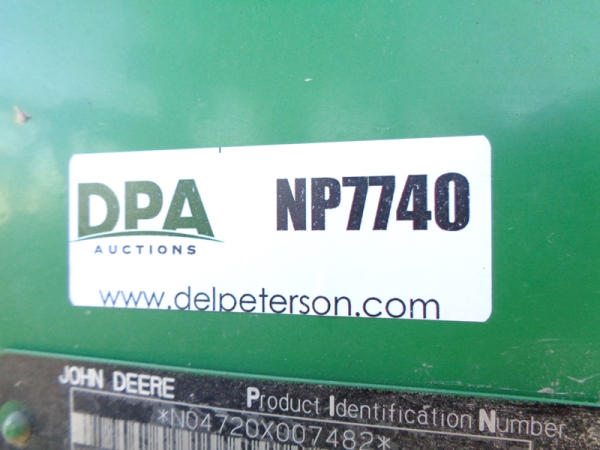 DPA
AUCTIONS
NP7740
www.delpeterson.com
JOHN DEERE
Product Identification Number
*N04720X007482*